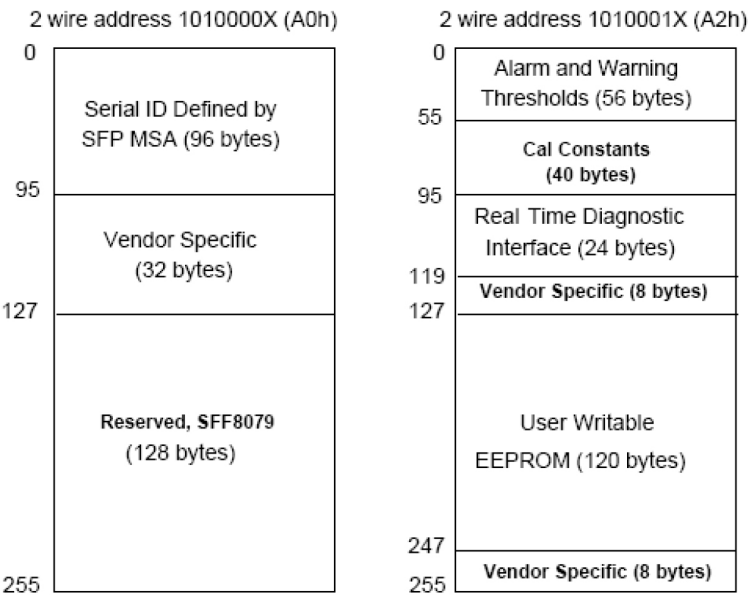 2 wire address 1010000X (A0h)
0
Serial ID Defined by
SFP MSA (96 bytes)
95
Vendor Specific
(32 bytes)
127
Reserved, SFF8079
(128 bytes)
255
2 wire address 1010001X (A2h)
0
Alarm and Warning
Thresholds (56 bytes)
55
Cal Constants
(40 bytes)
95
Real Time Diagnostic
Interface (24 bytes)
119
Vendor Specific (8 bytes)
127
User Writable
EEPROM (120 bytes)
247
Vendor Specific (8 bytes)
255